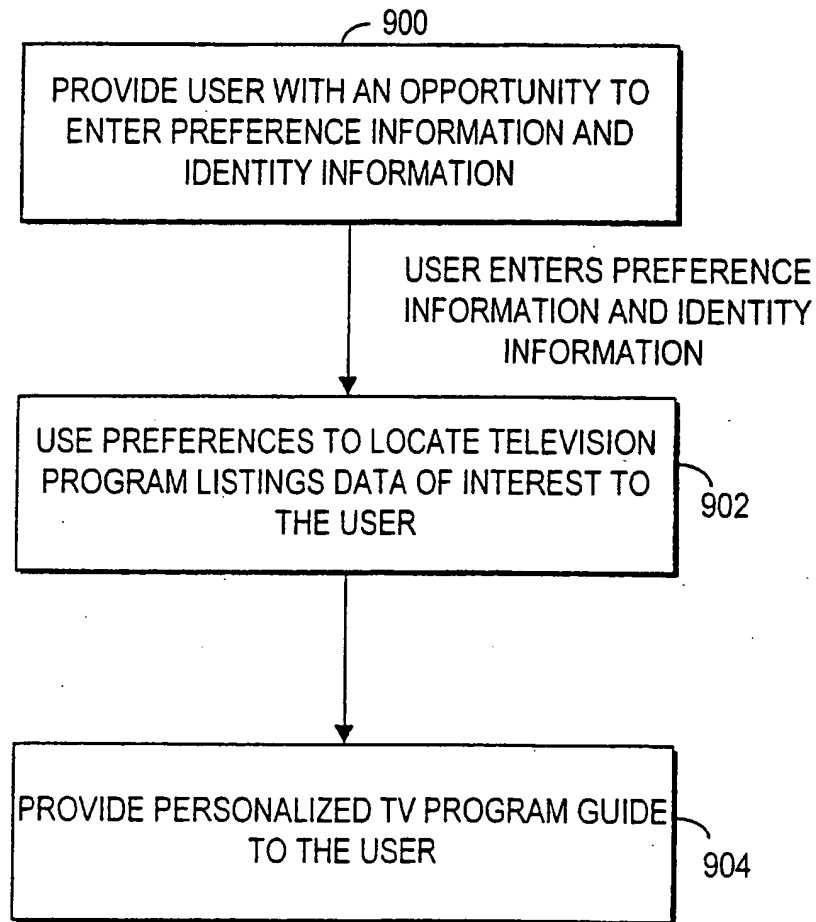 900
PROVIDE USER WITH AN OPPORTUNITY TO
ENTER PREFERENCE INFORMATION AND
IDENTITY INFORMATION
USER ENTERS PREFERENCE
INFORMATION AND IDENTITY
INFORMATION
USE PREFERENCES TO LOCATE TELEVISION
PROGRAM LISTINGS DATA OF INTEREST TO
THE USER
902
PROVIDE PERSONALIZED TV PROGRAM GUIDE
TO THE USER
904